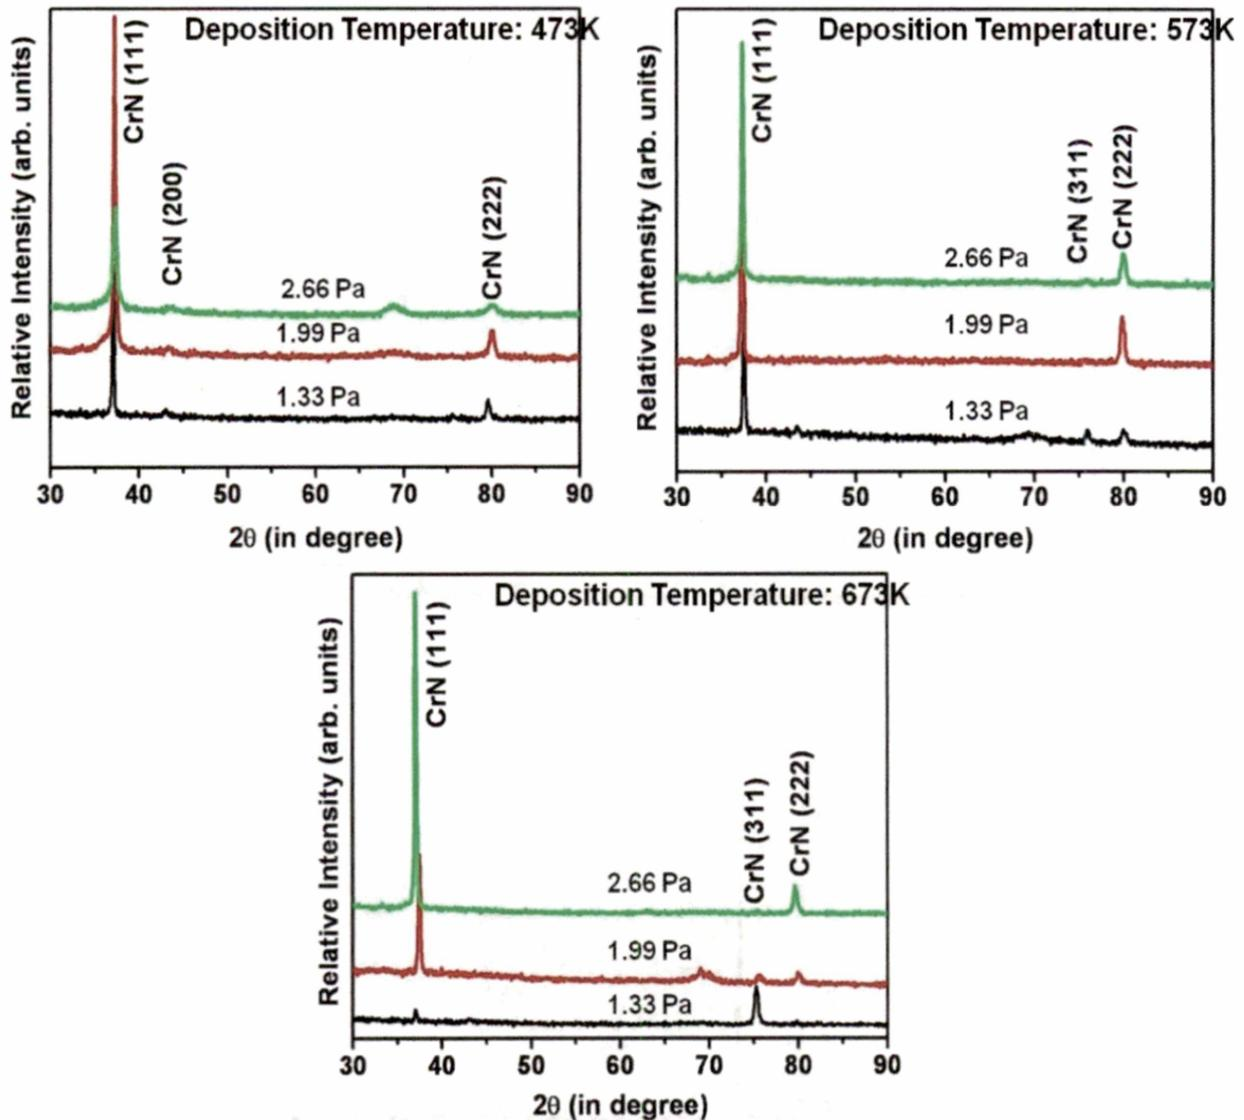 Deposition Temperature: 473K
Relative Intensity (arb. units)
CrN (111)
CrN (200)
CrN (222)
2.66 Pa
1.99 Pa
1.33 Pa
30 40 50 60 70 80 90
2θ (in degree)
Deposition Temperature: 573K
Relative Intensity (arb. units)
CrN (111)
CrN (311)
CrN (222)
2.66 Pa
1.99 Pa
1.33 Pa
30 40 50 60 70 80 90
2θ (in degree)
Deposition Temperature: 673K
Relative Intensity (arb. units)
CrN (111)
CrN (311)
CrN (222)
2.66 Pa
1.99 Pa
1.33 Pa
30 40 50 60 70 80 90
2θ (in degree)